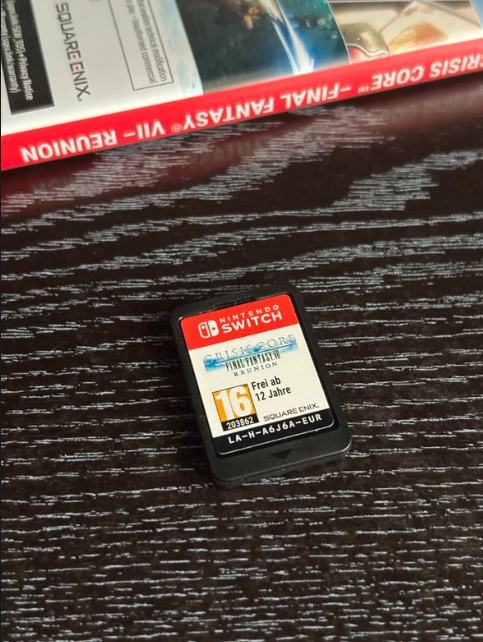 SQUARE ENIX.
CRISIS CORE™ –FINAL FANTASY® VII– REUNION
NINTENDO
SWITCH
CRISIS CORE
FINAL FANTASY VII
REUNION
16
203862
Frei ab
12 Jahre
SQUARE ENIX.
LA-H-A6J6A-EUR